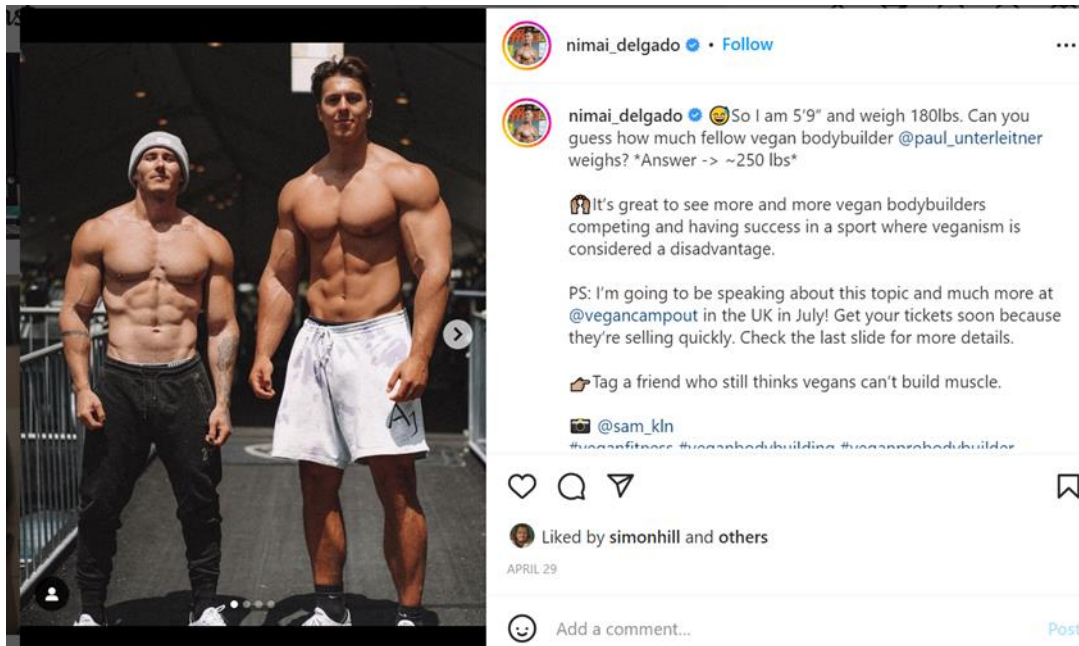 nimai_delgado • Follow
nimai_delgado 😅So I am 5’9” and weigh 180lbs. Can you
guess how much fellow vegan bodybuilder @paul_unterleitner
weighs? *Answer -> ~250 lbs*
🙌🏽It’s great to see more and more vegan bodybuilders
competing and having success in a sport where veganism is
considered a disadvantage.
PS: I’m going to be speaking about this topic and much more at
@vegancampout in the UK in July! Get your tickets soon because
they’re selling quickly. Check the last slide for more details.
👉🏽Tag a friend who still thinks vegans can’t build muscle.
📸 @sam_kln
#veganfitness #veganbodybuilding #veganprobodybuilder
Liked by simonhill and others
APRIL 29
Add a comment...
Post